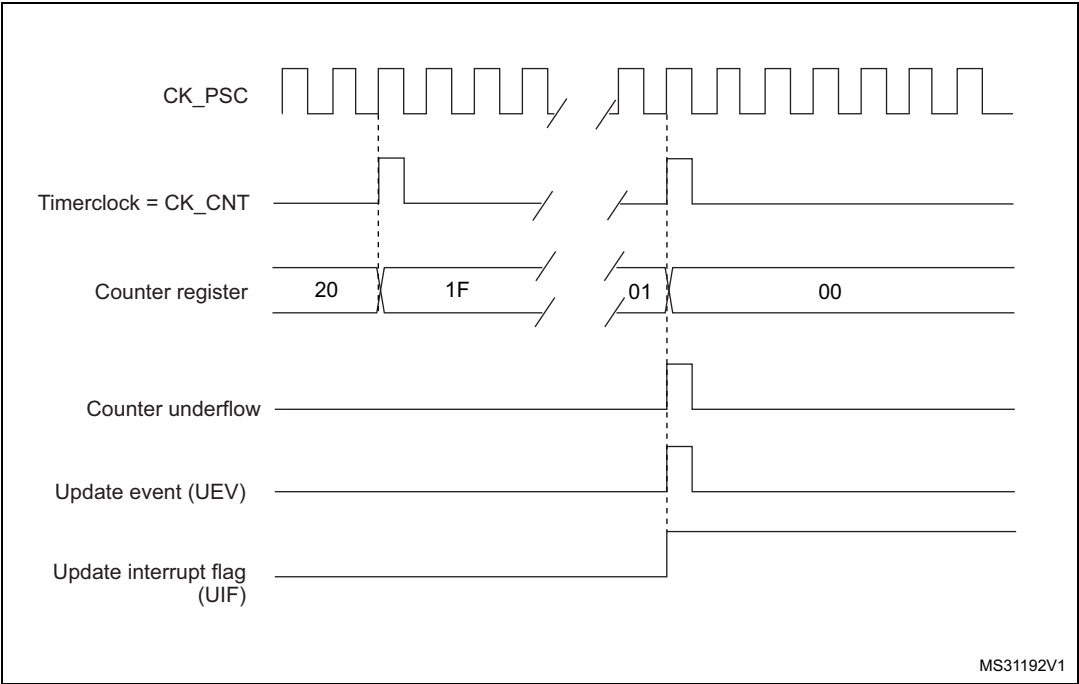 CK_PSC
Timerclock = CK_CNT
Counter register
20
1F
01
00
Counter underflow
Update event (UEV)
Update interrupt flag
(UIF)
MS31192V1